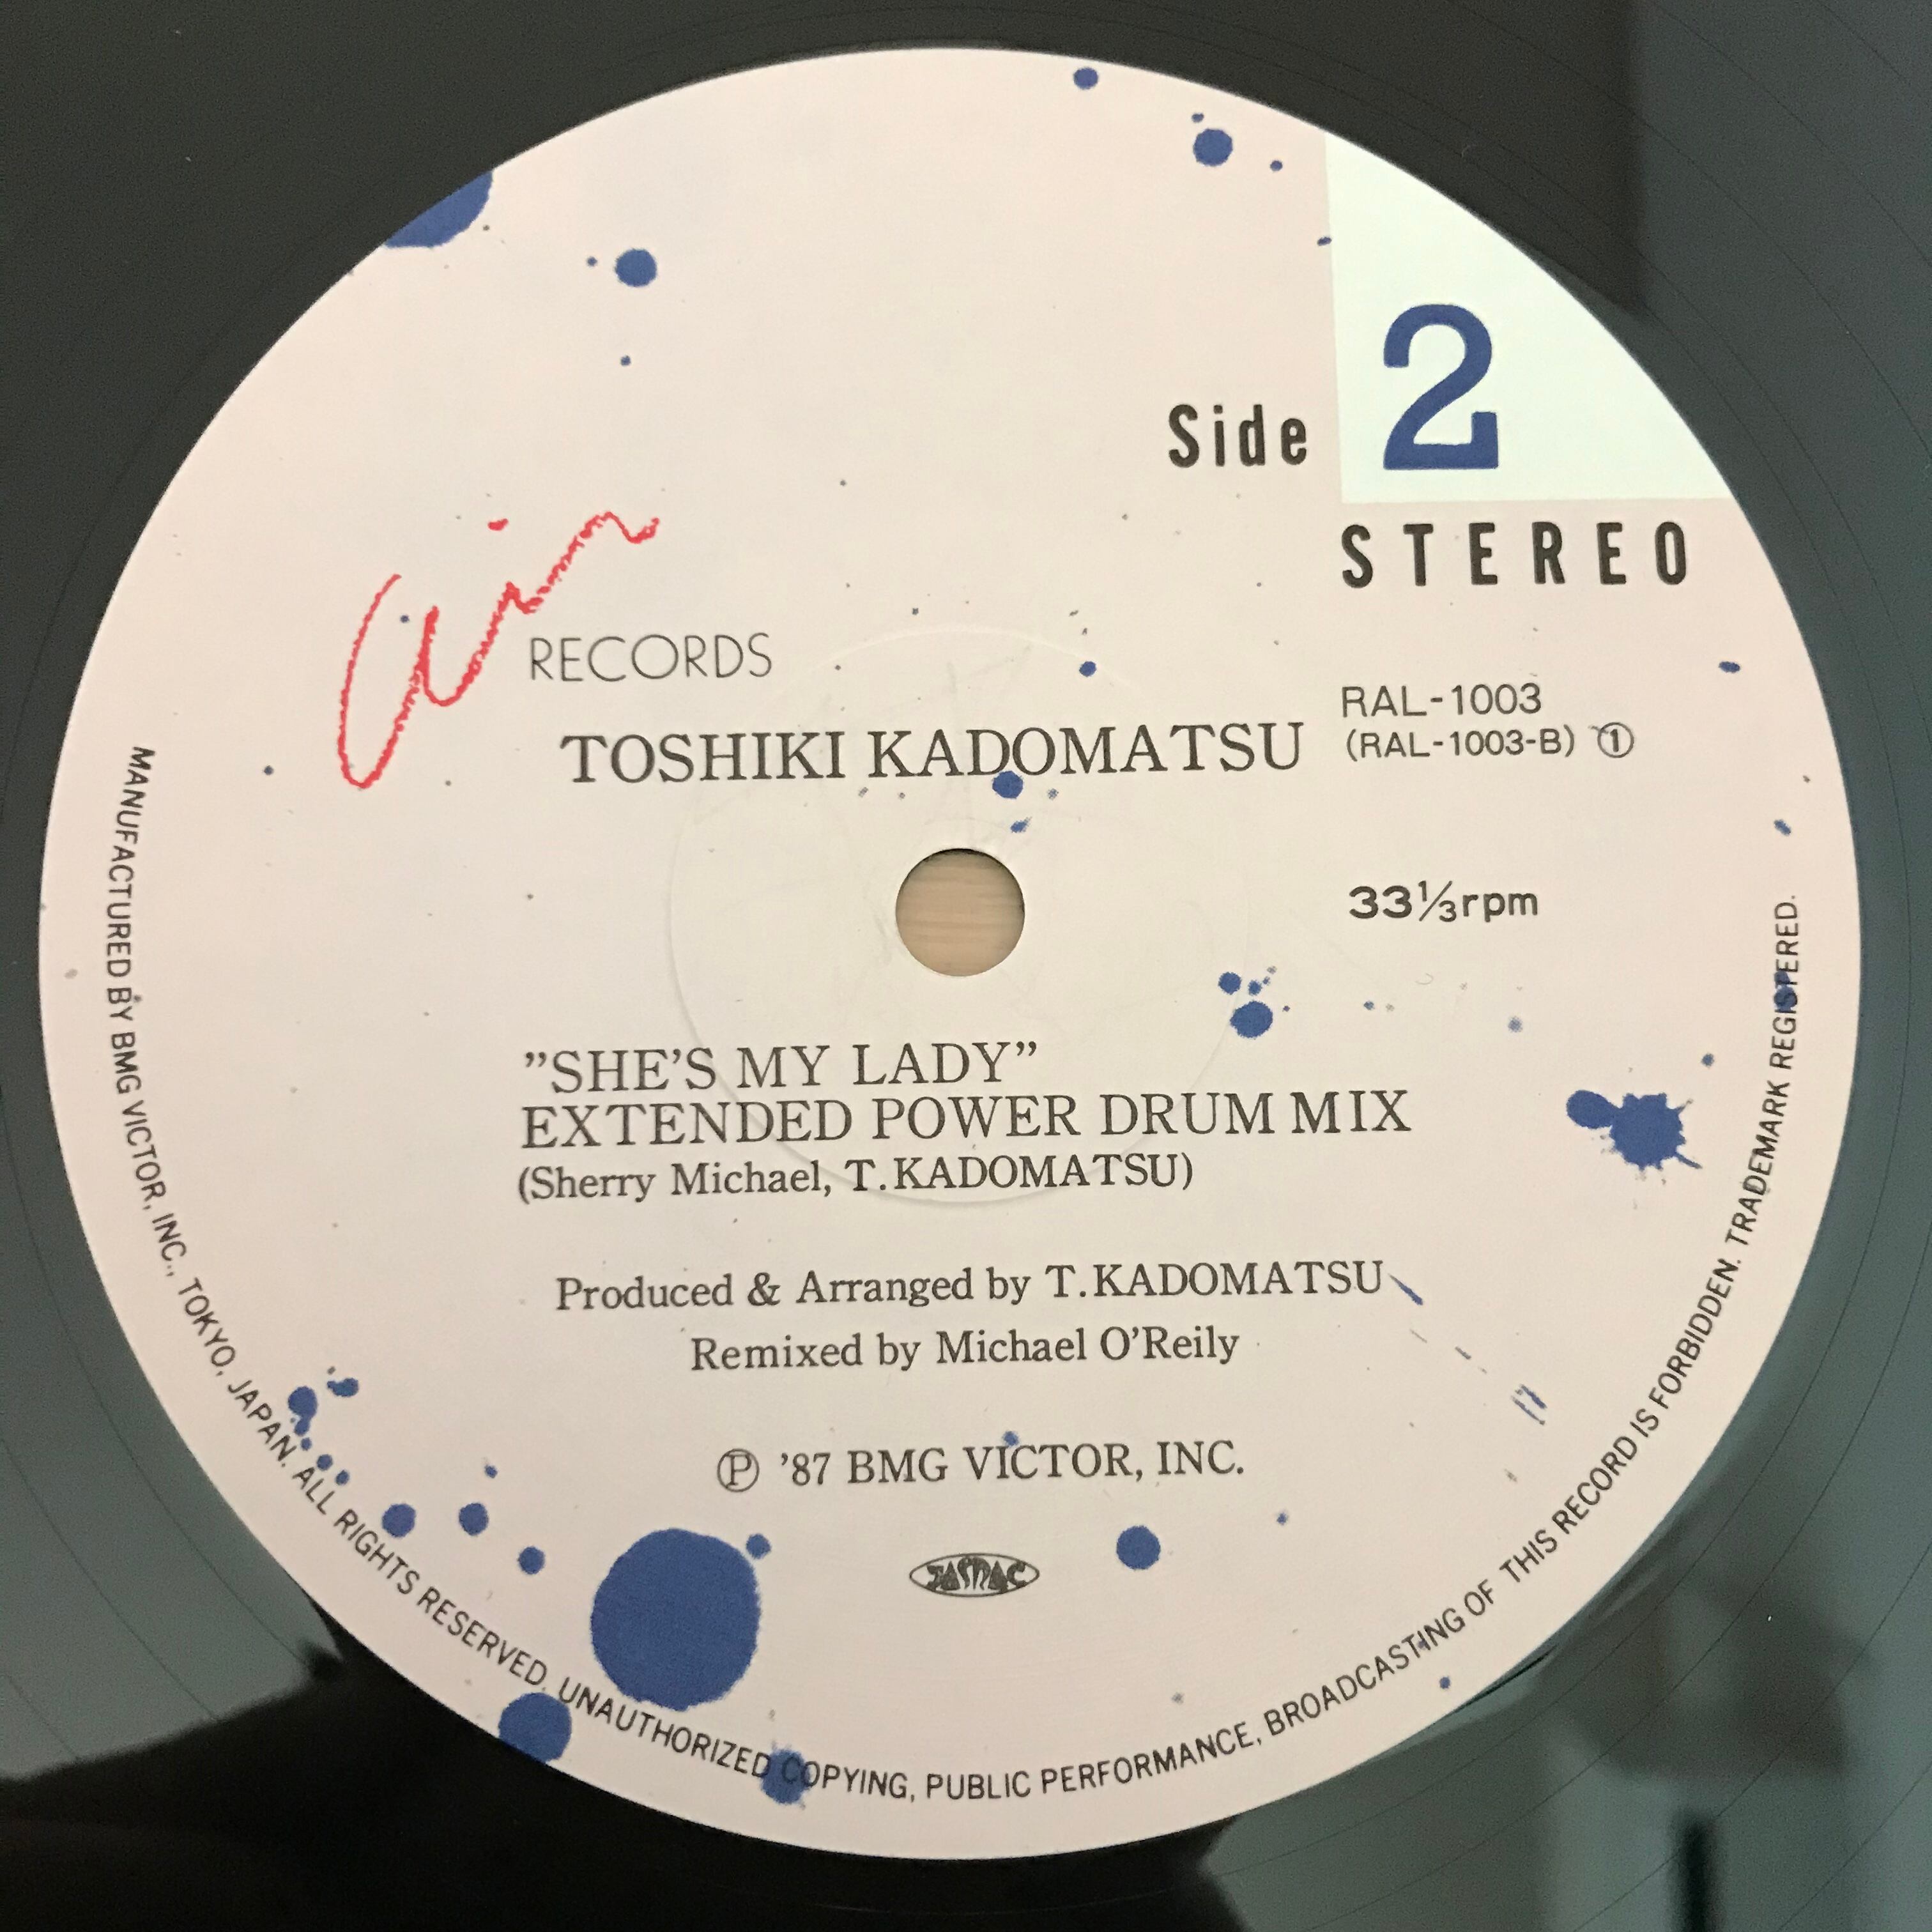 Side 2
STEREO
air
RECORDS
TOSHIKI KADOMATSU
RAL-1003
(RAL-1003-B) ①
33⅓rpm
”SHE’S MY LADY”
EXTENDED POWER DRUM MIX
(Sherry Michael, T.KADOMATSU)
Produced & Arranged by T.KADOMATSU
Remixed by Michael O’Reily
Ⓟ ’87 BMG VICTOR, INC.
JASRAC
MANUFACTURED BY BMG VICTOR, INC., TOKYO, JAPAN. ALL RIGHTS RESERVED. UNAUTHORIZED COPYING, PUBLIC PERFORMANCE, BROADCASTING OF THIS RECORD IS FORBIDDEN. TRADEMARK REGISTERED.